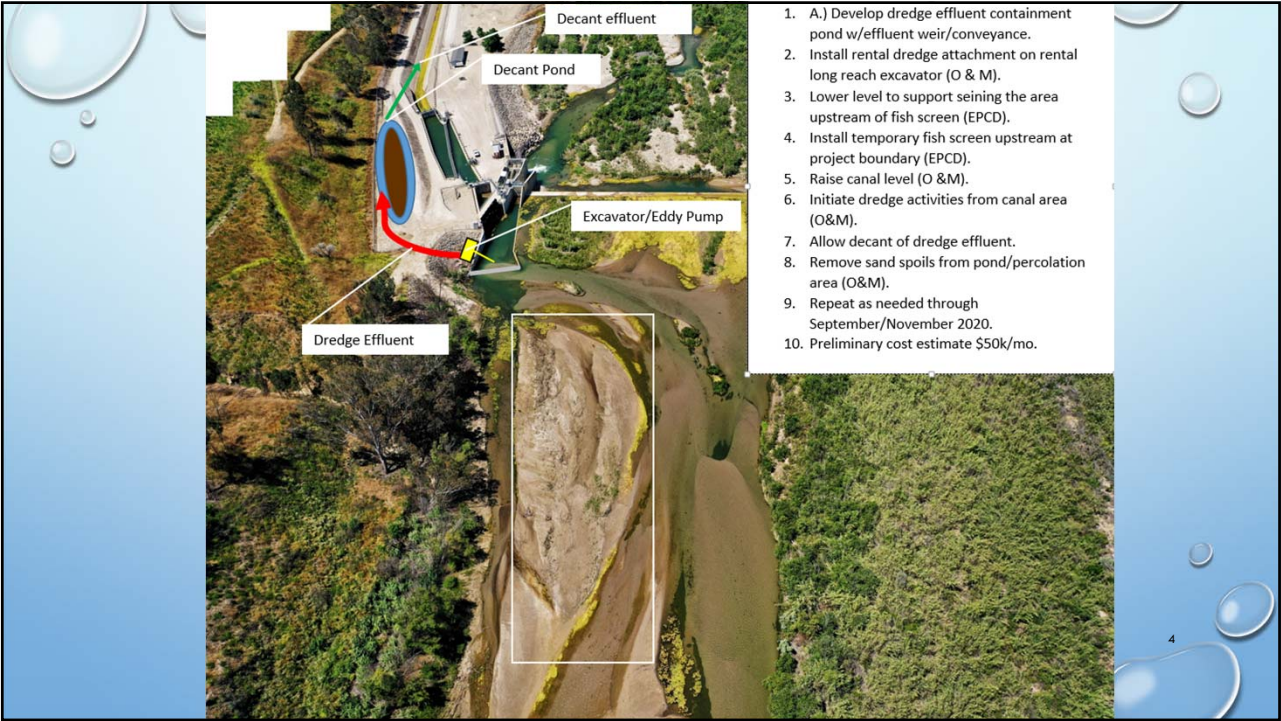 Decant effluent
Decant Pond
Excavator/Eddy Pump
Dredge Effluent
1. A.) Develop dredge effluent containment
pond w/effluent weir/conveyance.
2. Install rental dredge attachment on rental
long reach excavator (O & M).
3. Lower level to support seining the area
upstream of fish screen (EPCD).
4. Install temporary fish screen upstream at
project boundary (EPCD).
5. Raise canal level (O &M).
6. Initiate dredge activities from canal area
(O&M).
7. Allow decant of dredge effluent.
8. Remove sand spoils from pond/percolation
area (O&M).
9. Repeat as needed through
September/November 2020.
10. Preliminary cost estimate $50k/mo.
4